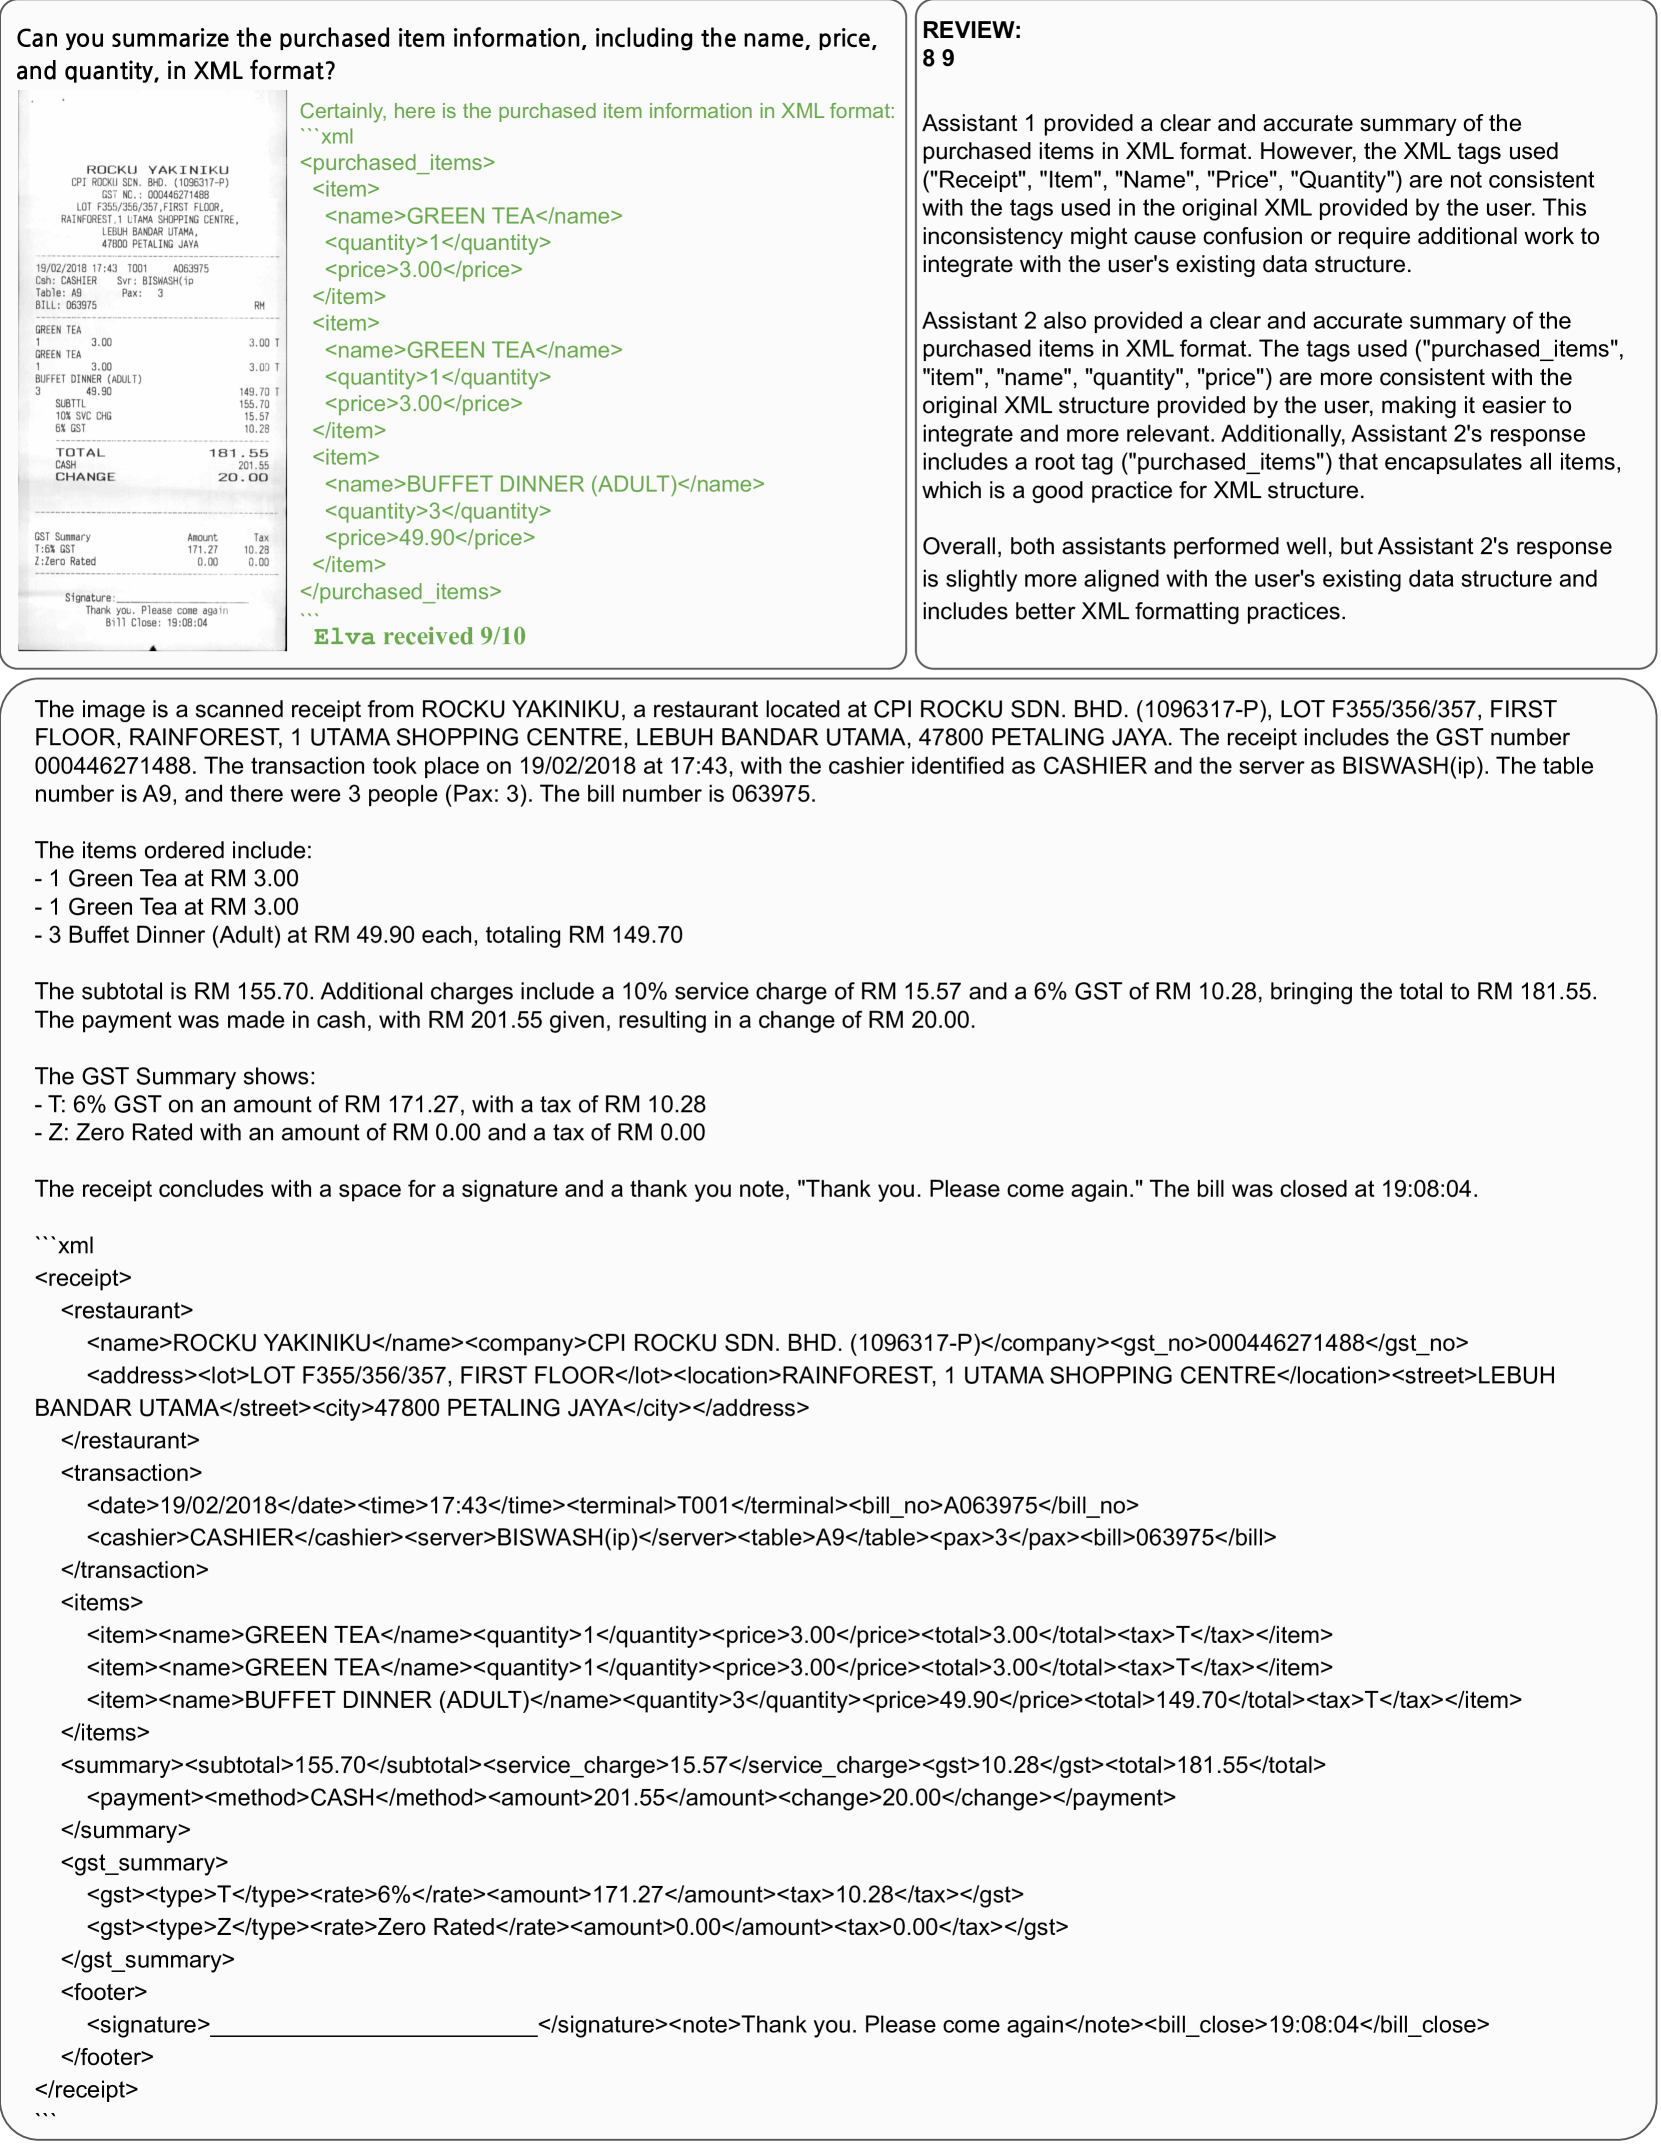 Can you summarize the purchased item information, including the name, price,
and quantity, in XML format?
ROCKU YAKINIKU
CPI ROCKU SDN. BHD. (1096317-P)
GST NO.: 000446271488
LOT F355/356/357,FIRST FLOOR,
RAINFOREST,1 UTAMA SHOPPING CENTRE,
LEBUH BANDAR UTAMA,
47800 PETALING JAYA
19/02/2018 17:43 T001 A063975
Csh: CASHIER Svr: BISWASH(ip
Table: A9 Pax: 3
BILL: 063975 RM
GREEN TEA
1 3.00 3.00 T
GREEN TEA
1 3.00 3.00 T
BUFFET DINNER (ADULT)
3 49.90 149.70 T
SUBTTL 155.70
10% SVC CHG 15.57
6% GST 10.28
TOTAL 181.55
CASH 201.55
CHANGE 20.00
GST Summary Amount Tax
T:6% GST 171.27 10.28
Z:Zero Rated 0.00 0.00
Signature:____________________
Thank you. Please come again
Bill Close: 19:08:04
Certainly, here is the purchased item information in XML format:
```xml
<purchased_items>
<item>
<name>GREEN TEA</name>
<quantity>1</quantity>
<price>3.00</price>
</item>
<item>
<name>GREEN TEA</name>
<quantity>1</quantity>
<price>3.00</price>
</item>
<item>
<name>BUFFET DINNER (ADULT)</name>
<quantity>3</quantity>
<price>49.90</price>
</item>
</purchased_items>
```
Elva received 9/10
REVIEW:
8 9
Assistant 1 provided a clear and accurate summary of the
purchased items in XML format. However, the XML tags used
("Receipt", "Item", "Name", "Price", "Quantity") are not consistent
with the tags used in the original XML provided by the user. This
inconsistency might cause confusion or require additional work to
integrate with the user's existing data structure.
Assistant 2 also provided a clear and accurate summary of the
purchased items in XML format. The tags used ("purchased_items",
"item", "name", "quantity", "price") are more consistent with the
original XML structure provided by the user, making it easier to
integrate and more relevant. Additionally, Assistant 2's response
includes a root tag ("purchased_items") that encapsulates all items,
which is a good practice for XML structure.
Overall, both assistants performed well, but Assistant 2's response
is slightly more aligned with the user's existing data structure and
includes better XML formatting practices.
The image is a scanned receipt from ROCKU YAKINIKU, a restaurant located at CPI ROCKU SDN. BHD. (1096317-P), LOT F355/356/357, FIRST
FLOOR, RAINFOREST, 1 UTAMA SHOPPING CENTRE, LEBUH BANDAR UTAMA, 47800 PETALING JAYA. The receipt includes the GST number
000446271488. The transaction took place on 19/02/2018 at 17:43, with the cashier identified as CASHIER and the server as BISWASH(ip). The table
number is A9, and there were 3 people (Pax: 3). The bill number is 063975.
The items ordered include:
- 1 Green Tea at RM 3.00
- 1 Green Tea at RM 3.00
- 3 Buffet Dinner (Adult) at RM 49.90 each, totaling RM 149.70
The subtotal is RM 155.70. Additional charges include a 10% service charge of RM 15.57 and a 6% GST of RM 10.28, bringing the total to RM 181.55.
The payment was made in cash, with RM 201.55 given, resulting in a change of RM 20.00.
The GST Summary shows:
- T: 6% GST on an amount of RM 171.27, with a tax of RM 10.28
- Z: Zero Rated with an amount of RM 0.00 and a tax of RM 0.00
The receipt concludes with a space for a signature and a thank you note, "Thank you. Please come again." The bill was closed at 19:08:04.
```xml
<receipt>
<restaurant>
<name>ROCKU YAKINIKU</name><company>CPI ROCKU SDN. BHD. (1096317-P)</company><gst_no>000446271488</gst_no>
<address><lot>LOT F355/356/357, FIRST FLOOR</lot><location>RAINFOREST, 1 UTAMA SHOPPING CENTRE</location><street>LEBUH
BANDAR UTAMA</street><city>47800 PETALING JAYA</city></address>
</restaurant>
<transaction>
<date>19/02/2018</date><time>17:43</time><terminal>T001</terminal><bill_no>A063975</bill_no>
<cashier>CASHIER</cashier><server>BISWASH(ip)</server><table>A9</table><pax>3</pax><bill>063975</bill>
</transaction>
<items>
<item><name>GREEN TEA</name><quantity>1</quantity><price>3.00</price><total>3.00</total><tax>T</tax></item>
<item><name>GREEN TEA</name><quantity>1</quantity><price>3.00</price><total>3.00</total><tax>T</tax></item>
<item><name>BUFFET DINNER (ADULT)</name><quantity>3</quantity><price>49.90</price><total>149.70</total><tax>T</tax></item>
</items>
<summary><subtotal>155.70</subtotal><service_charge>15.57</service_charge><gst>10.28</gst><total>181.55</total>
<payment><method>CASH</method><amount>201.55</amount><change>20.00</change></payment>
</summary>
<gst_summary>
<gst><type>T</type><rate>6%</rate><amount>171.27</amount><tax>10.28</tax></gst>
<gst><type>Z</type><rate>Zero Rated</rate><amount>0.00</amount><tax>0.00</tax></gst>
</gst_summary>
<footer>
<signature>_________________________</signature><note>Thank you. Please come again</note><bill_close>19:08:04</bill_close>
</footer>
</receipt>
```